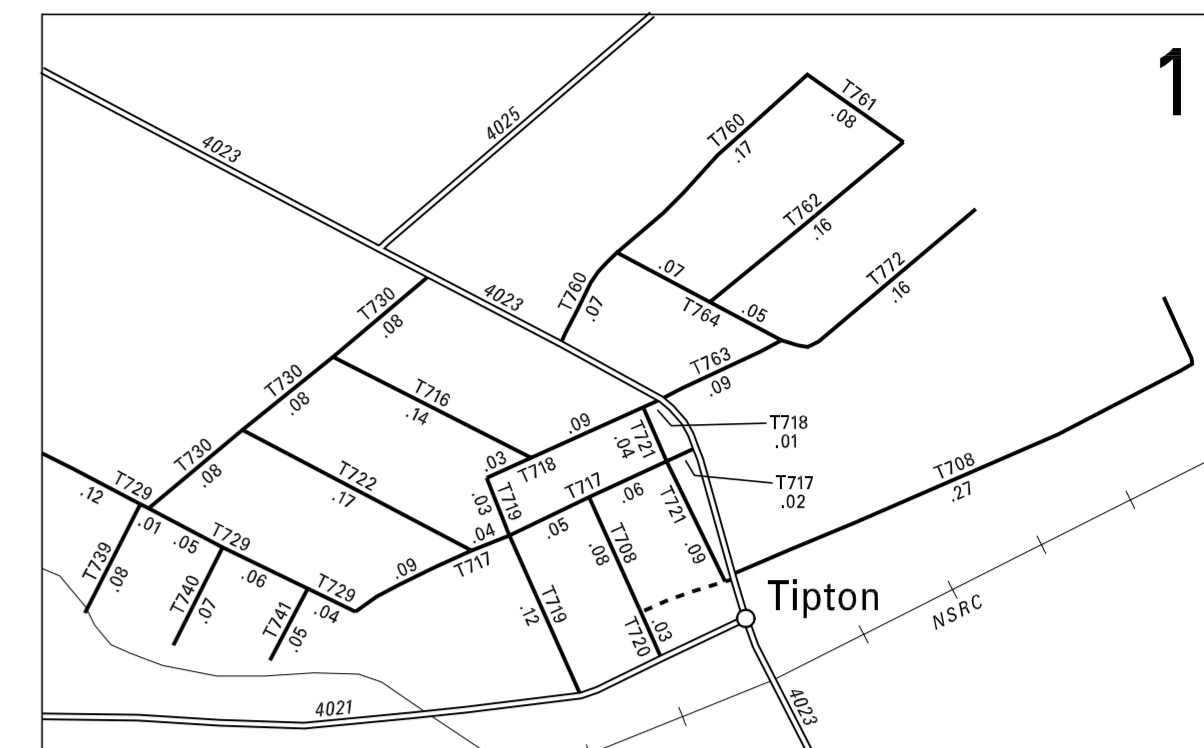 1
4023
4025
T760
.17
T761
.08
T762
.16
T772
.16
T760
.07
.07
T764
.05
4023
T730
.08
T763
.09
T730
.08
T716
.14
.09
T718
.03
T721
.04
T718
.01
T730
.08
T722
.17
.03
T719
T717
.06
.05
T717
.02
T708
.27
T729
.12
.01
.05
T729
.06
T729
.04
.09
.04
T717
T708
.08
T721
.09
T739
.08
T740
.07
T741
.05
T719
.12
T720
.03
Tipton
NSRC
4021
4023